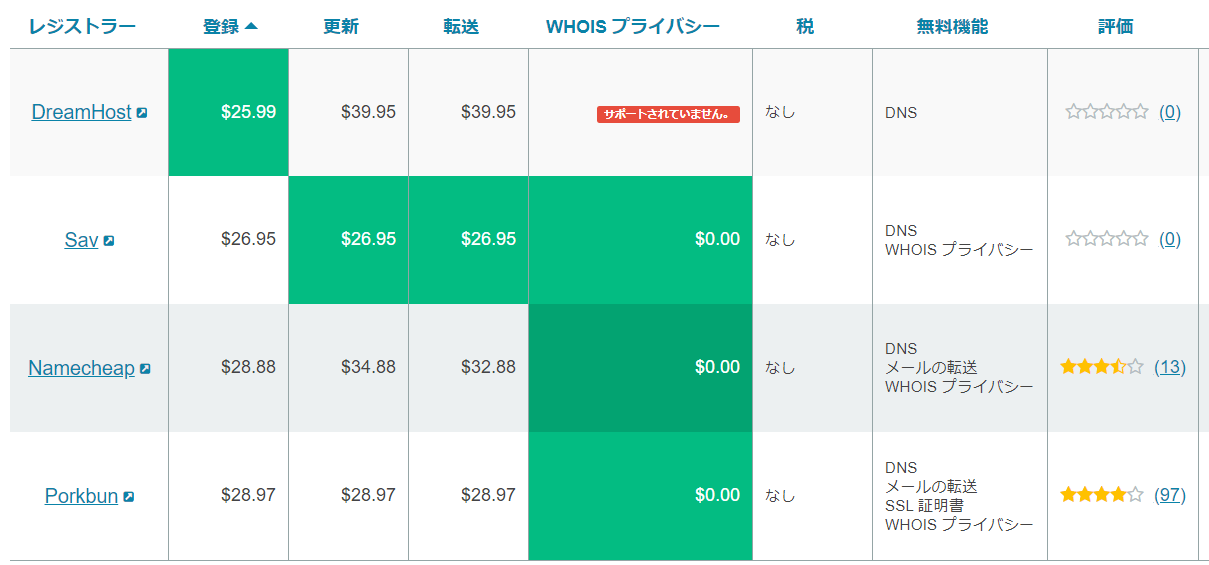 レジストラー 登録 更新 転送 WHOIS プライバシー 税 無料機能 評価
DreamHost $25.99 $39.95 $39.95 サポートされていません。 なし DNS (0)
Sav $26.95 $26.95 $26.95 $0.00 なし DNS (0)
WHOIS プライバシー
Namecheap $28.88 $34.88 $32.88 $0.00 なし DNS (13)
メールの転送
WHOIS プライバシー
Porkbun $28.97 $28.97 $28.97 $0.00 なし DNS (97)
メールの転送
SSL 証明書
WHOIS プライバシー